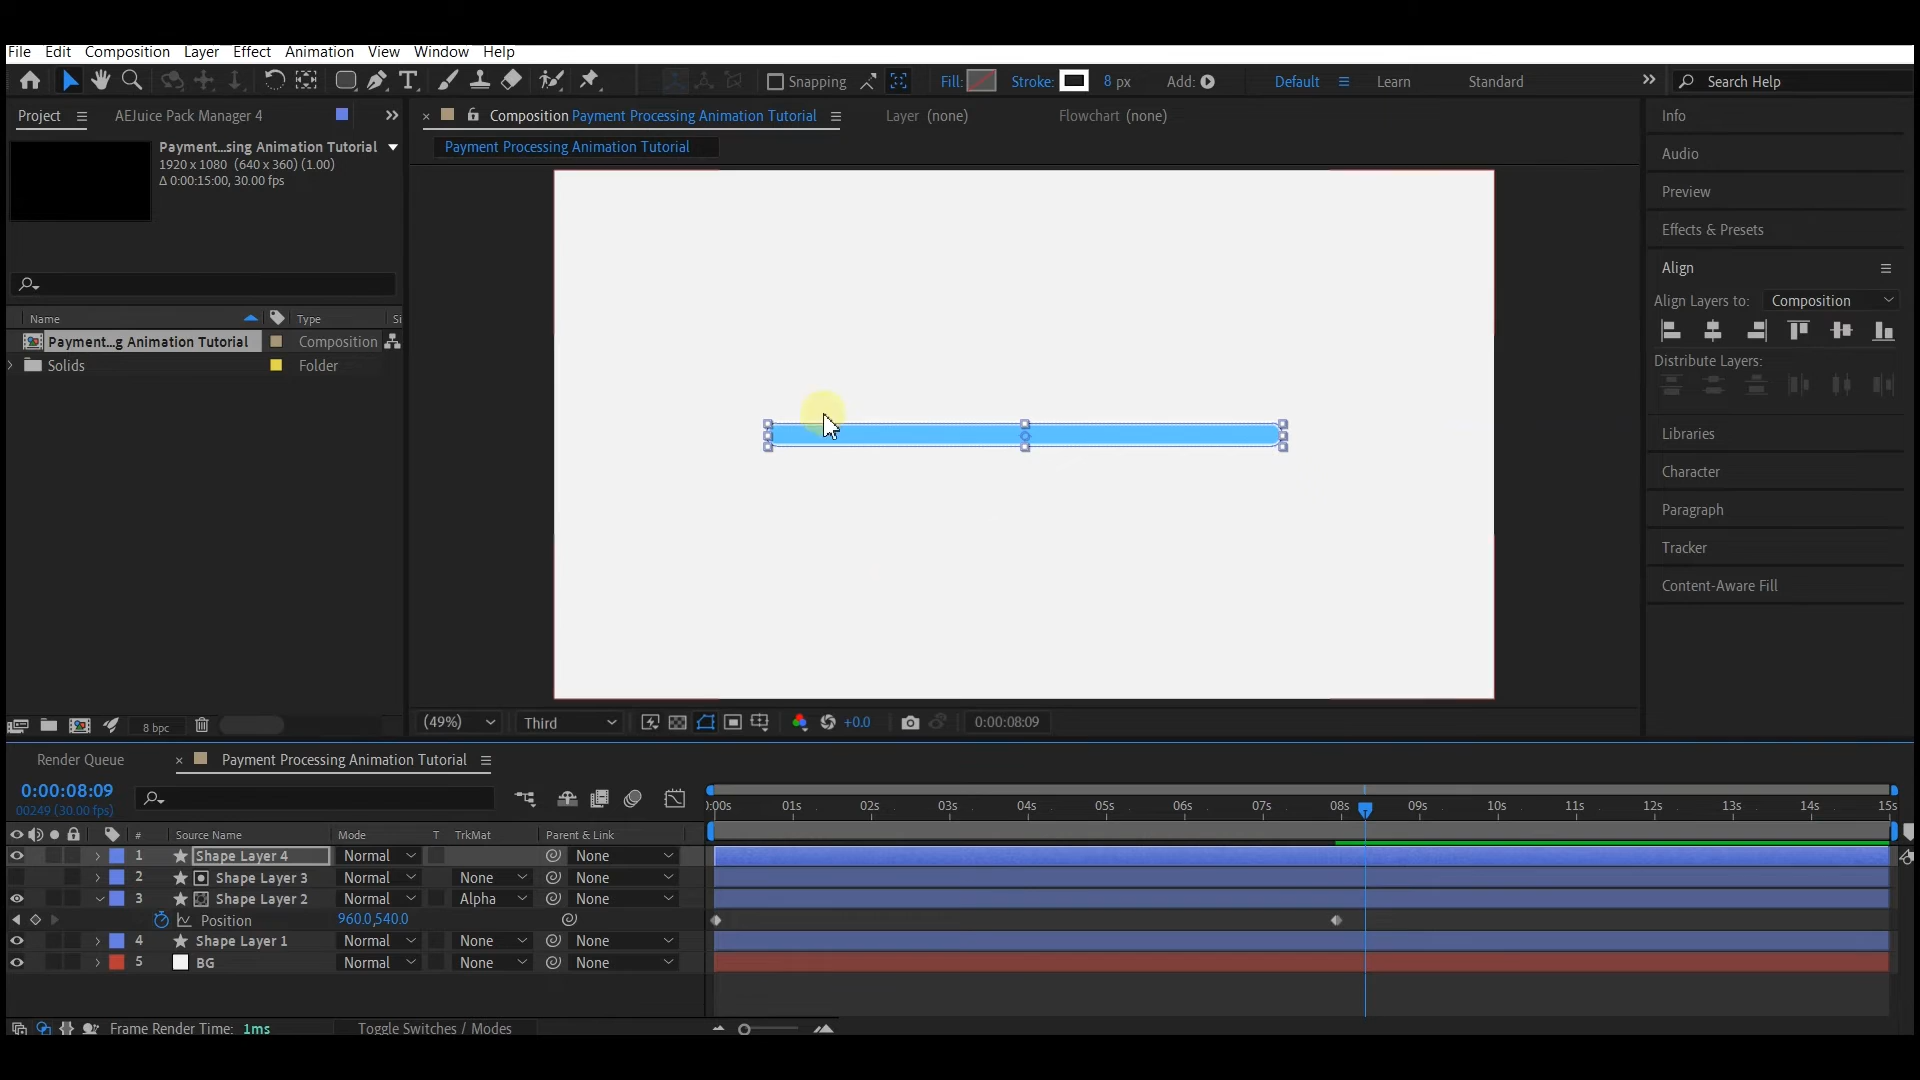 File Edit Composition Layer Effect Animation View Window Help
Snapping Fill: Stroke: 8 px Add: Default Learn Standard Search Help
Project AEJuice Pack Manager 4
Composition Payment Processing Animation Tutorial Layer (none) Flowchart (none)
Payment Processing Animation Tutorial
Payment...sing Animation Tutorial
1920 x 1080 (640 x 360) (1.00)
Δ 0:00:15:00, 30.00 fps
Name Type Si
Payment...g Animation Tutorial Composition
Solids Folder
8 bpc
(49%) Third +0.0 0:00:08:09
Info
Audio
Preview
Effects & Presets
Align
Align Layers to: Composition
Distribute Layers:
Libraries
Character
Paragraph
Tracker
Content-Aware Fill
Render Queue Payment Processing Animation Tutorial
0:00:08:09
00249 (30.00 fps)
):00s 01s 02s 03s 04s 05s 06s 07s 08s 09s 10s 11s 12s 13s 14s 15s
# Source Name Mode T TrkMat Parent & Link
1 Shape Layer 4 Normal None
2 Shape Layer 3 Normal None None
3 Shape Layer 2 Normal Alpha None
Position 960.0,540.0
4 Shape Layer 1 Normal None None
5 BG Normal None None
Frame Render Time: 1ms Toggle Switches / Modes